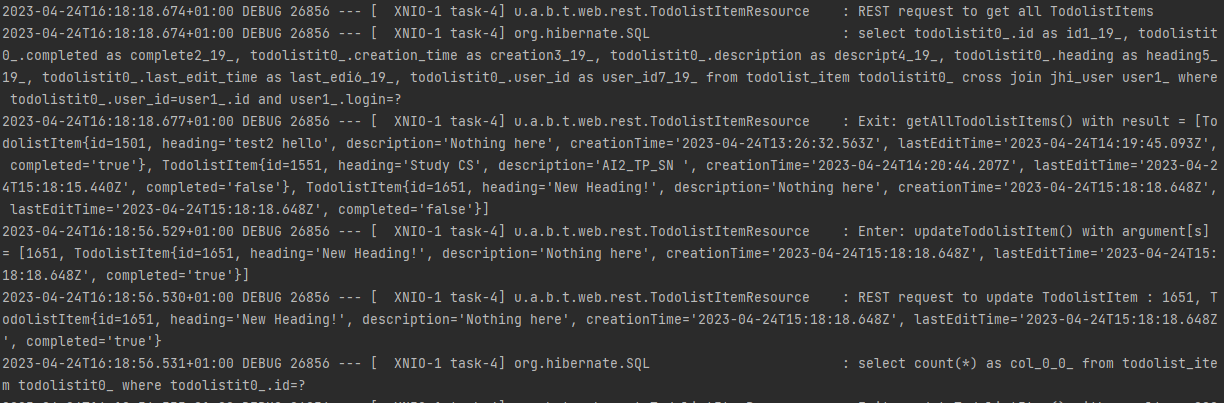 2023-04-24T16:18:18.674+01:00 DEBUG 26856 --- [  XNIO-1 task-4] u.a.b.t.web.rest.TodolistItemResource    : REST request to get all TodolistItems
2023-04-24T16:18:18.674+01:00 DEBUG 26856 --- [  XNIO-1 task-4] org.hibernate.SQL                        : select todolistit0_.id as id1_19_, todolistit
0_.completed as complete2_19_, todolistit0_.creation_time as creation3_19_, todolistit0_.description as descript4_19_, todolistit0_.heading as heading5_
19_, todolistit0_.last_edit_time as last_edi6_19_, todolistit0_.user_id as user_id7_19_ from todolist_item todolistit0_ cross join jhi_user user1_ where
 todolistit0_.user_id=user1_.id and user1_.login=?
2023-04-24T16:18:18.677+01:00 DEBUG 26856 --- [  XNIO-1 task-4] u.a.b.t.web.rest.TodolistItemResource    : Exit: getAllTodolistItems() with result = [To
dolistItem{id=1501, heading='test2 hello', description='Nothing here', creationTime='2023-04-24T13:26:32.563Z', lastEditTime='2023-04-24T14:19:45.093Z',
 completed='true'}, TodolistItem{id=1551, heading='Study CS', description='AI2_TP_SN ', creationTime='2023-04-24T14:20:44.207Z', lastEditTime='2023-04-2
4T15:18:15.440Z', completed='false'}, TodolistItem{id=1651, heading='New Heading!', description='Nothing here', creationTime='2023-04-24T15:18:18.648Z',
 lastEditTime='2023-04-24T15:18:18.648Z', completed='false'}]
2023-04-24T16:18:56.529+01:00 DEBUG 26856 --- [  XNIO-1 task-4] u.a.b.t.web.rest.TodolistItemResource    : Enter: updateTodolistItem() with argument[s]
= [1651, TodolistItem{id=1651, heading='New Heading!', description='Nothing here', creationTime='2023-04-24T15:18:18.648Z', lastEditTime='2023-04-24T15:
18:18.648Z', completed='true'}]
2023-04-24T16:18:56.530+01:00 DEBUG 26856 --- [  XNIO-1 task-4] u.a.b.t.web.rest.TodolistItemResource    : REST request to update TodolistItem : 1651, T
odolistItem{id=1651, heading='New Heading!', description='Nothing here', creationTime='2023-04-24T15:18:18.648Z', lastEditTime='2023-04-24T15:18:18.648Z
', completed='true'}
2023-04-24T16:18:56.531+01:00 DEBUG 26856 --- [  XNIO-1 task-4] org.hibernate.SQL                        : select count(*) as col_0_0_ from todolist_ite
m todolistit0_ where todolistit0_.id=?